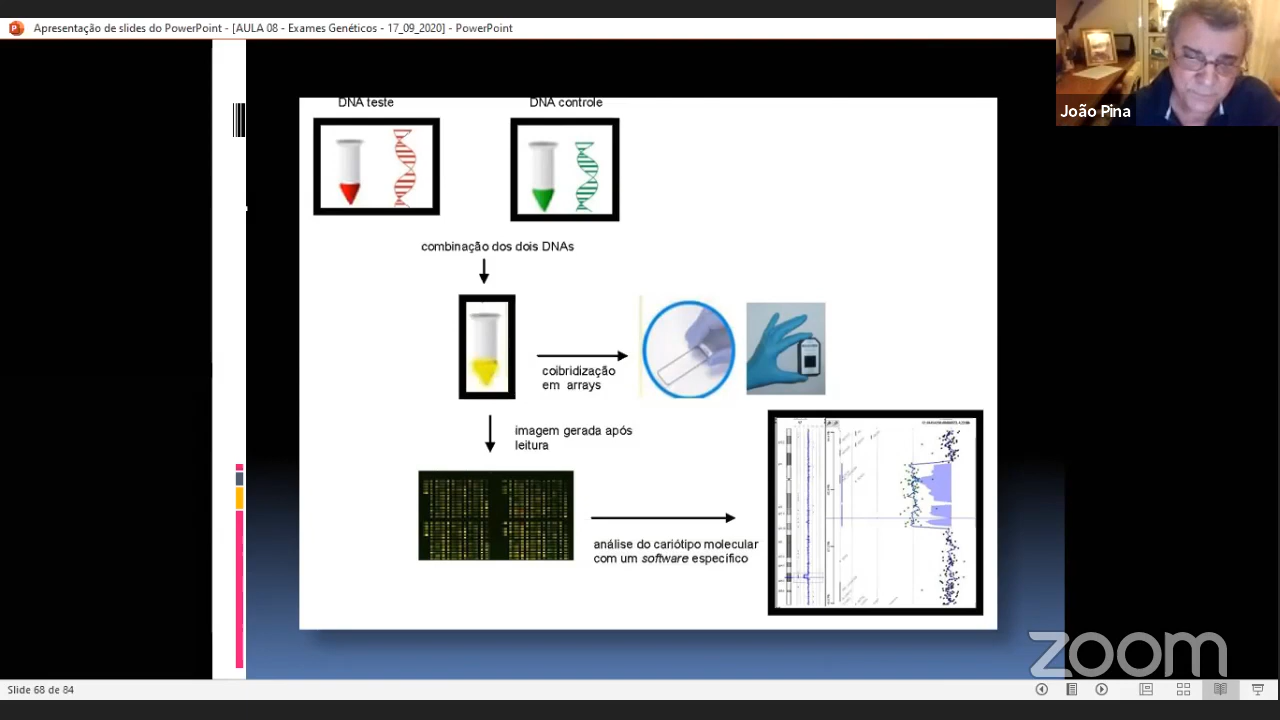 Apresentação de slides do PowerPoint - [AULA 08 - Exames Genéticos - 17_09_2020] - PowerPoint
João Pina
DNA teste
DNA controle
combinação dos dois DNAs
coibridização
em arrays
imagem gerada após
leitura
análise do cariótipo molecular
com um software específico
zoom
Slide 68 de 84